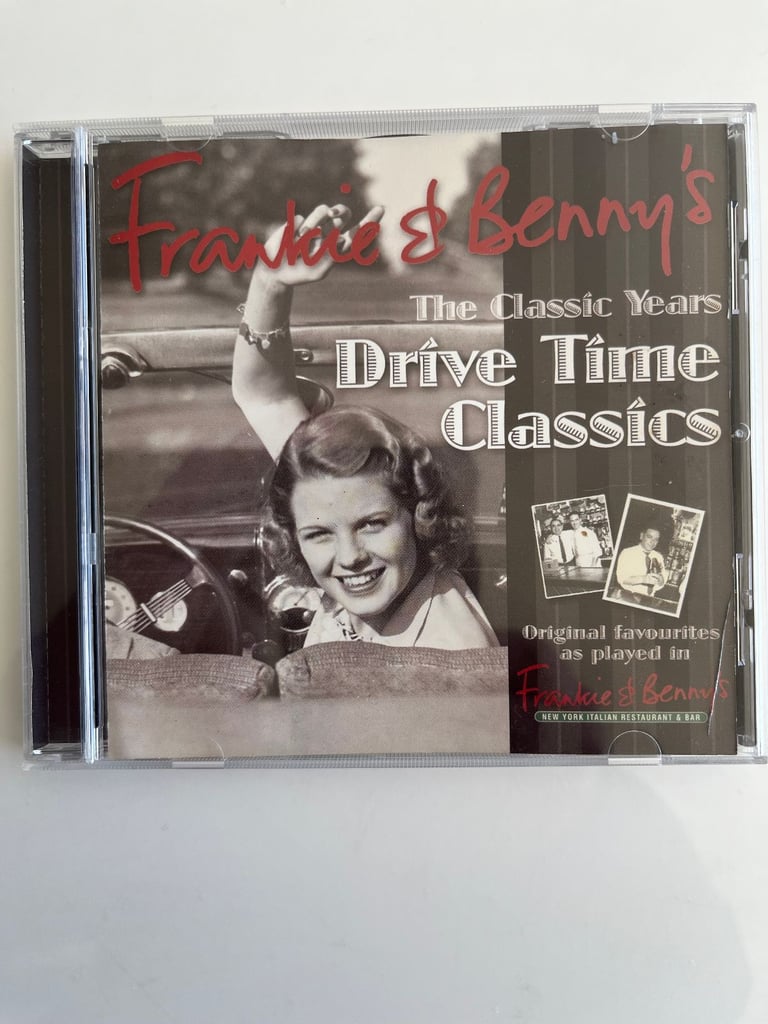 Frankie & Benny's
The Classic Years
Drive Time
Classics
Original favourites
as played in
Frankie & Benny's
NEW YORK ITALIAN RESTAURANT & BAR